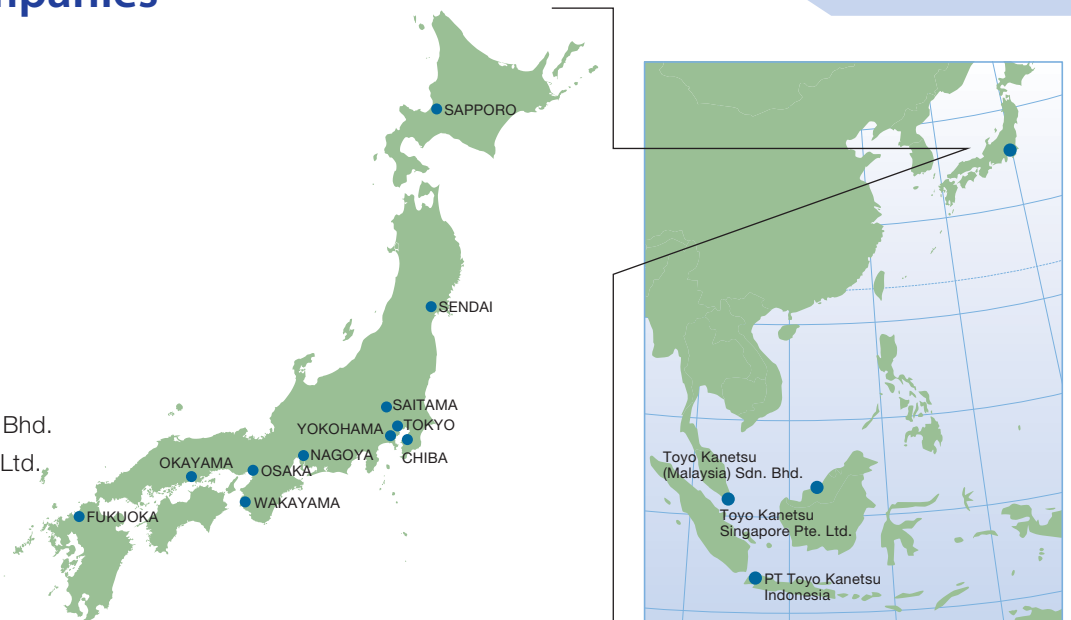 mpanies
SAPPORO
SENDAI
SAITAMA
TOKYO
YOKOHAMA
CHIBA
NAGOYA
OKAYAMA
OSAKA
WAKAYAMA
FUKUOKA
Bhd.
Ltd.
Toyo Kanetsu
(Malaysia) Sdn. Bhd.
Toyo Kanetsu
Singapore Pte. Ltd.
PT Toyo Kanetsu
Indonesia